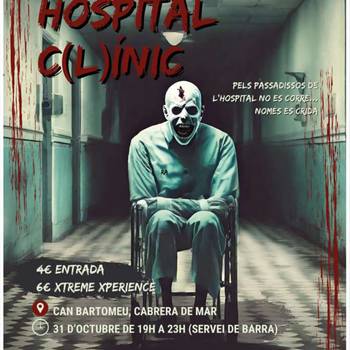 HOSPITAL
C(L)ÍNIC
PELS PASSADISSOS DE
L'HOSPITAL NO ES CORRE...
NOMÉS ES CRIDA
4€ ENTRADA
6€ XTREME XPERIENCE
CAN BARTOMEU, CABRERA DE MAR
31 D'OCTUBRE DE 19H A 23H (SERVEI DE BARRA)